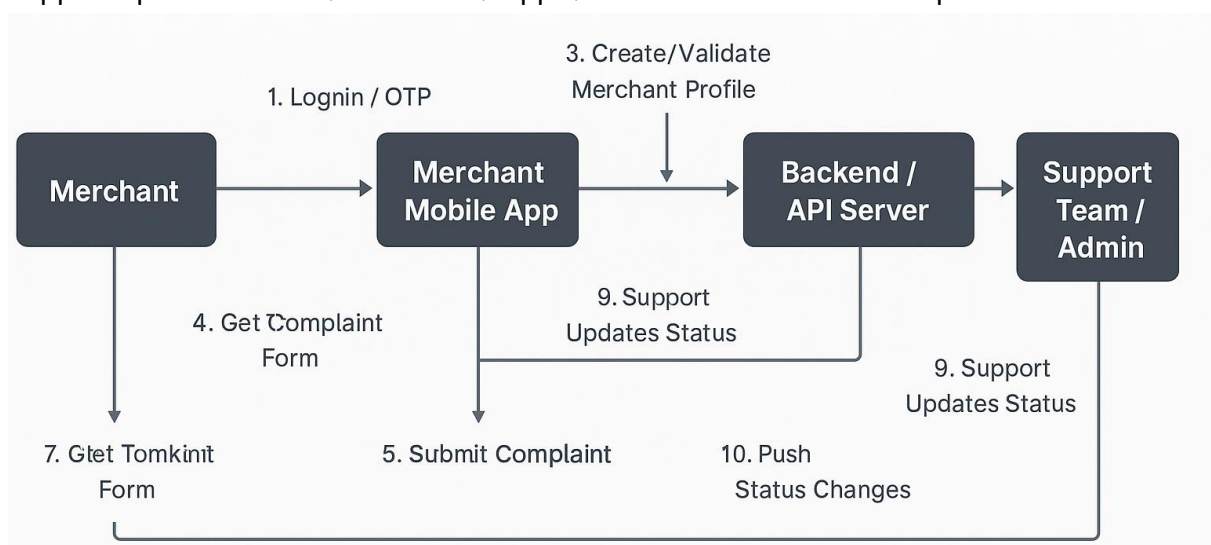 1. Lognin / OTP
3. Create/Validate
Merchant Profile
Merchant
Merchant
Mobile App
Backend /
API Server
Support
Team /
Admin
4. Get Complaint
Form
9. Support
Updates Status
9. Support
Updates Status
7. Gtet Tomkinit
Form
5. Submit Complaint
10. Push
Status Changes